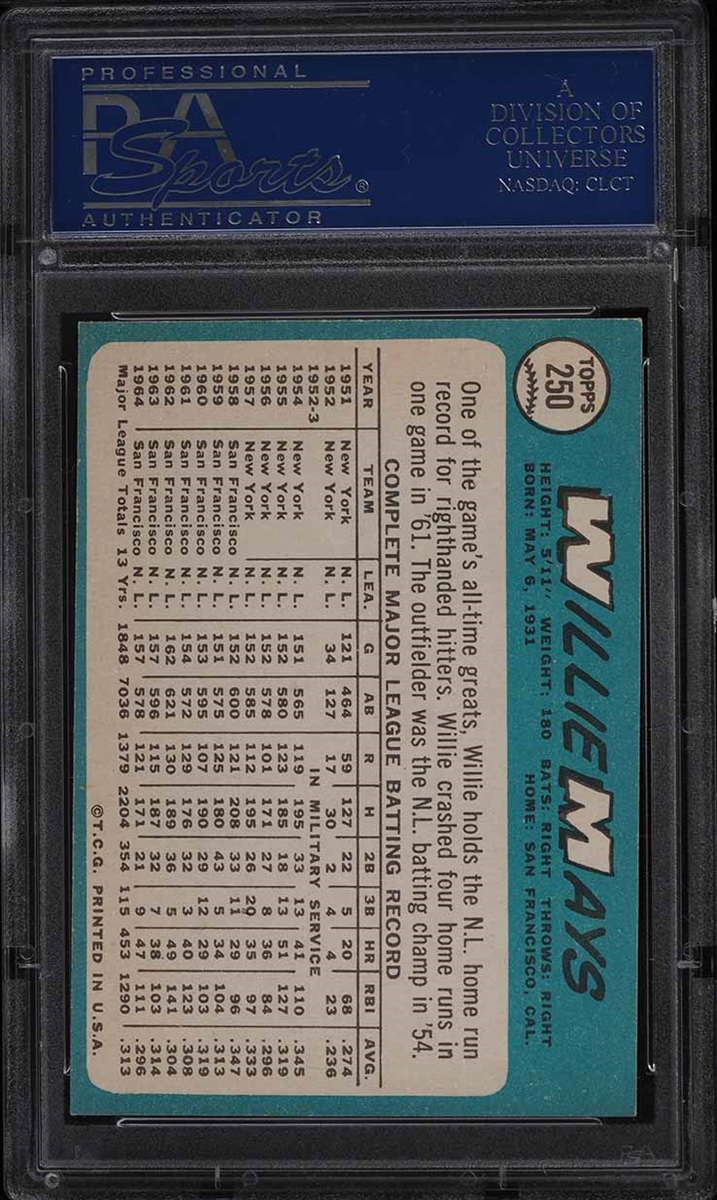 PROFESSIONAL
PSA
Sports®
AUTHENTICATOR
A
DIVISION OF
COLLECTORS
UNIVERSE
NASDAQ: CLCT
TOPPS
250
WILLIE MAYS
HEIGHT: 5'11" WEIGHT: 180 BATS: RIGHT THROWS: RIGHT
BORN: MAY 6, 1931 HOME: SAN FRANCISCO, CAL.
One of the game's all-time greats, Willie holds the N.L. home run
record for righthanded hitters. Willie crashed four home runs in
one game in '61. The outfielder was the N.L. batting champ in '54.
COMPLETE MAJOR LEAGUE BATTING RECORD
YEAR TEAM LEA. G AB R H 2B 3B HR RBI AVG.
1951 New York N. L. 121 464 59 127 22 5 20 68 .274
1952 New York N. L. 34 127 17 30 2 4 4 23 .236
1952-3 IN MILITARY SERVICE
1954 New York N. L. 151 565 119 195 33 13 41 110 .345
1955 New York N. L. 152 580 123 185 18 13 51 127 .319
1956 New York N. L. 152 578 101 171 27 8 36 84 .296
1957 New York N. L. 152 585 112 195 26 20 35 97 .333
1958 San Francisco N. L. 152 600 121 208 33 11 29 96 .347
1959 San Francisco N. L. 151 575 125 180 43 5 34 104 .313
1960 San Francisco N. L. 153 595 107 190 29 12 29 103 .319
1961 San Francisco N. L. 154 572 129 176 32 3 40 123 .308
1962 San Francisco N. L. 162 621 130 189 36 5 49 141 .304
1963 San Francisco N. L. 157 596 115 187 32 7 38 103 .314
1964 San Francisco N. L. 157 578 121 171 21 9 47 111 .296
Major League Totals 13 Yrs. 1848 7036 1379 2204 354 115 453 1290 .313
©T.C.G. PRINTED IN U.S.A.
PSA